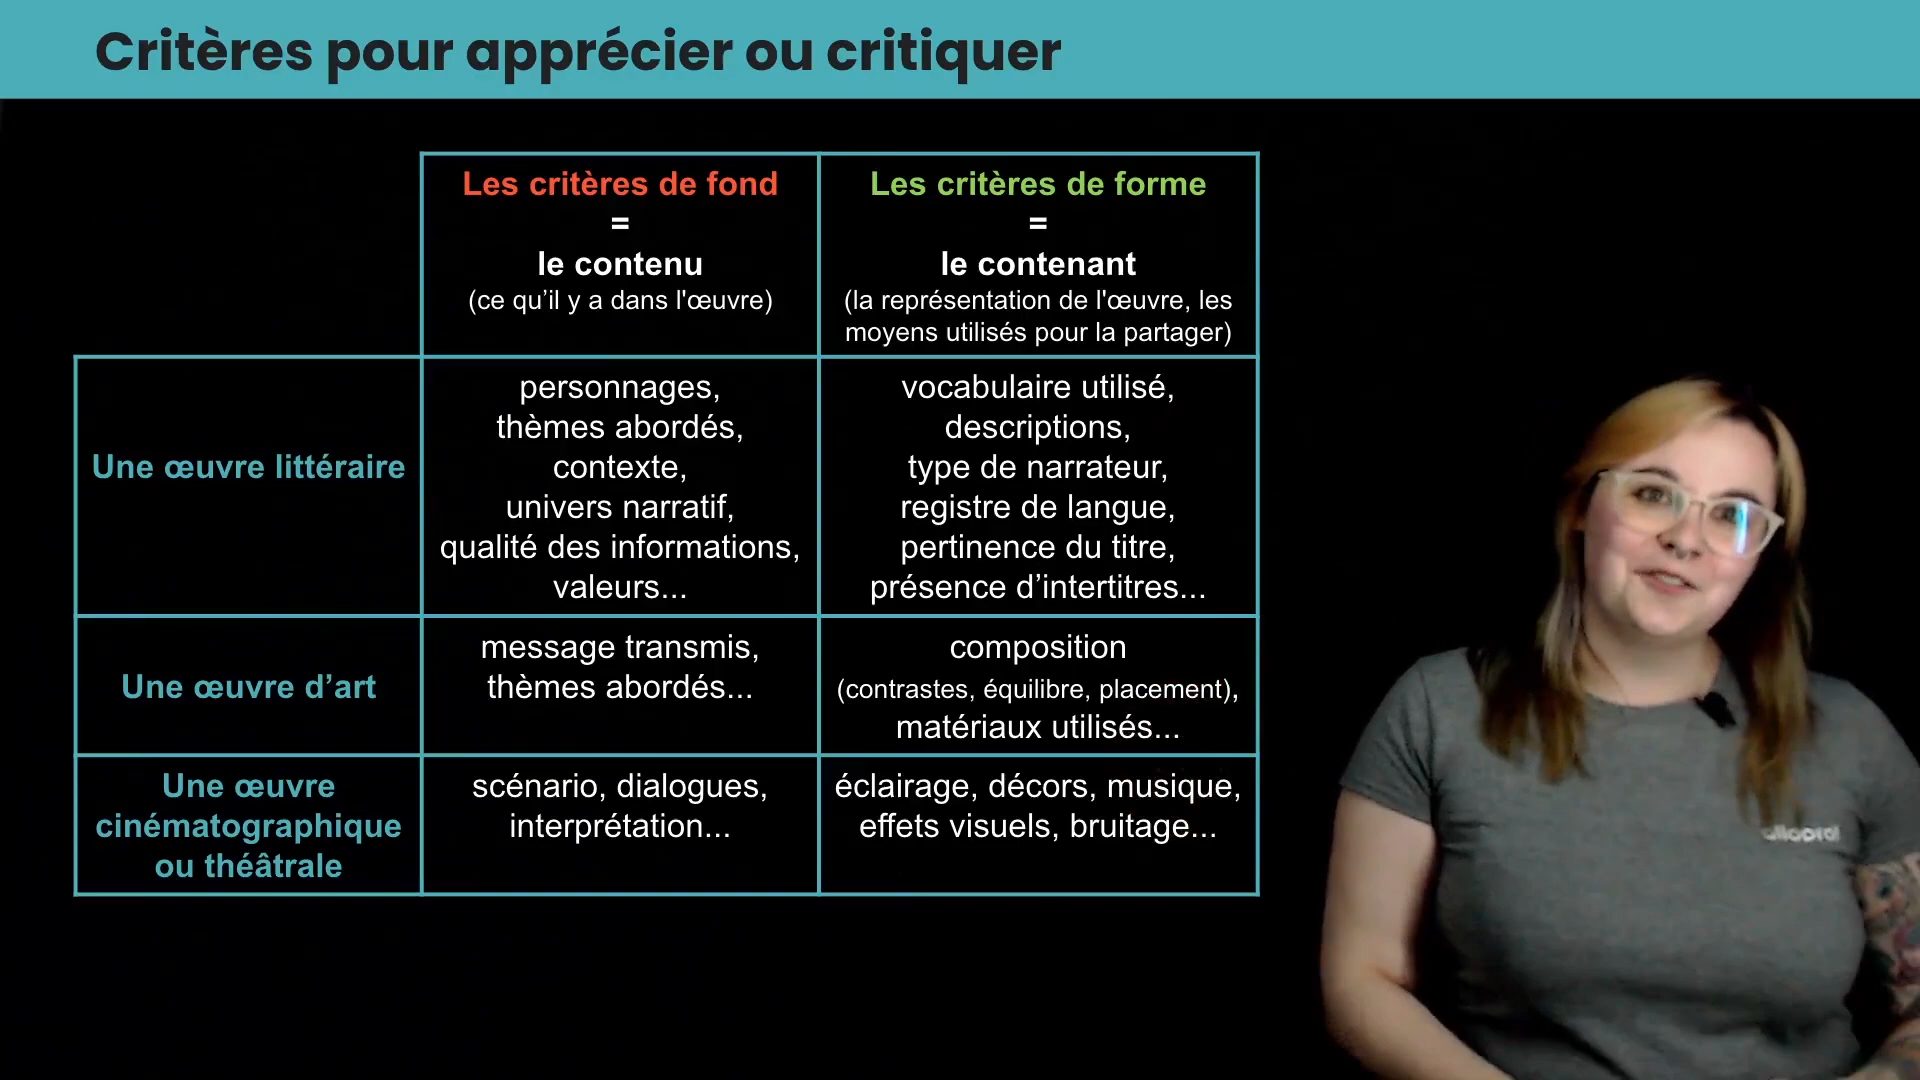 Critères pour apprécier ou critiquer
Les critères de fond
=
le contenu
(ce qu’il y a dans l'œuvre)
Les critères de forme
=
le contenant
(la représentation de l'œuvre, les
moyens utilisés pour la partager)
Une œuvre littéraire
personnages,
thèmes abordés,
contexte,
univers narratif,
qualité des informations,
valeurs...
vocabulaire utilisé,
descriptions,
type de narrateur,
registre de langue,
pertinence du titre,
présence d’intertitres...
Une œuvre d’art
message transmis,
thèmes abordés...
composition
(contrastes, équilibre, placement),
matériaux utilisés...
Une œuvre
cinématographique
ou théâtrale
scénario, dialogues,
interprétation...
éclairage, décors, musique,
effets visuels, bruitage...
alloprof